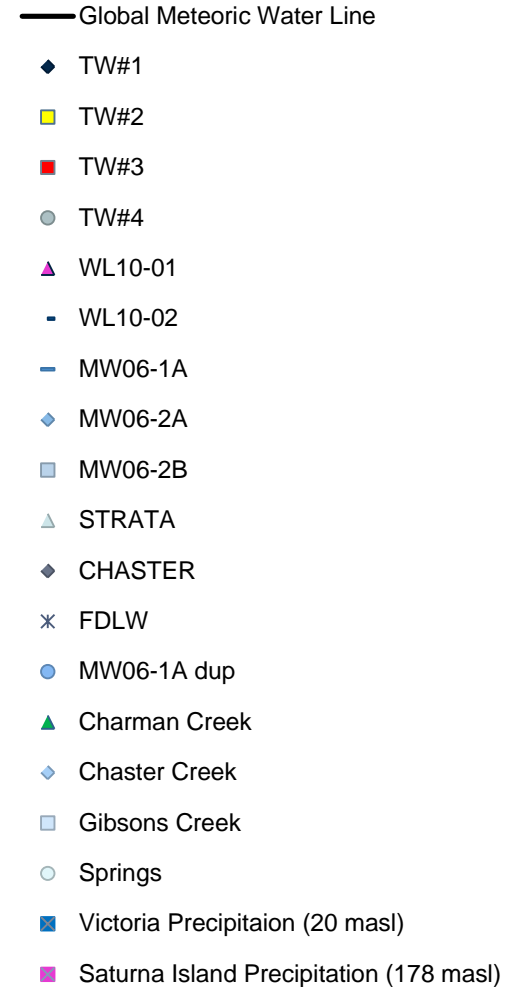 Global Meteoric Water Line
TW#1
TW#2
TW#3
TW#4
WL10-01
WL10-02
MW06-1A
MW06-2A
MW06-2B
STRATA
CHASTER
FDLW
MW06-1A dup
Charman Creek
Chaster Creek
Gibsons Creek
Springs
Victoria Precipitaion (20 masl)
Saturna Island Precipitation (178 masl)